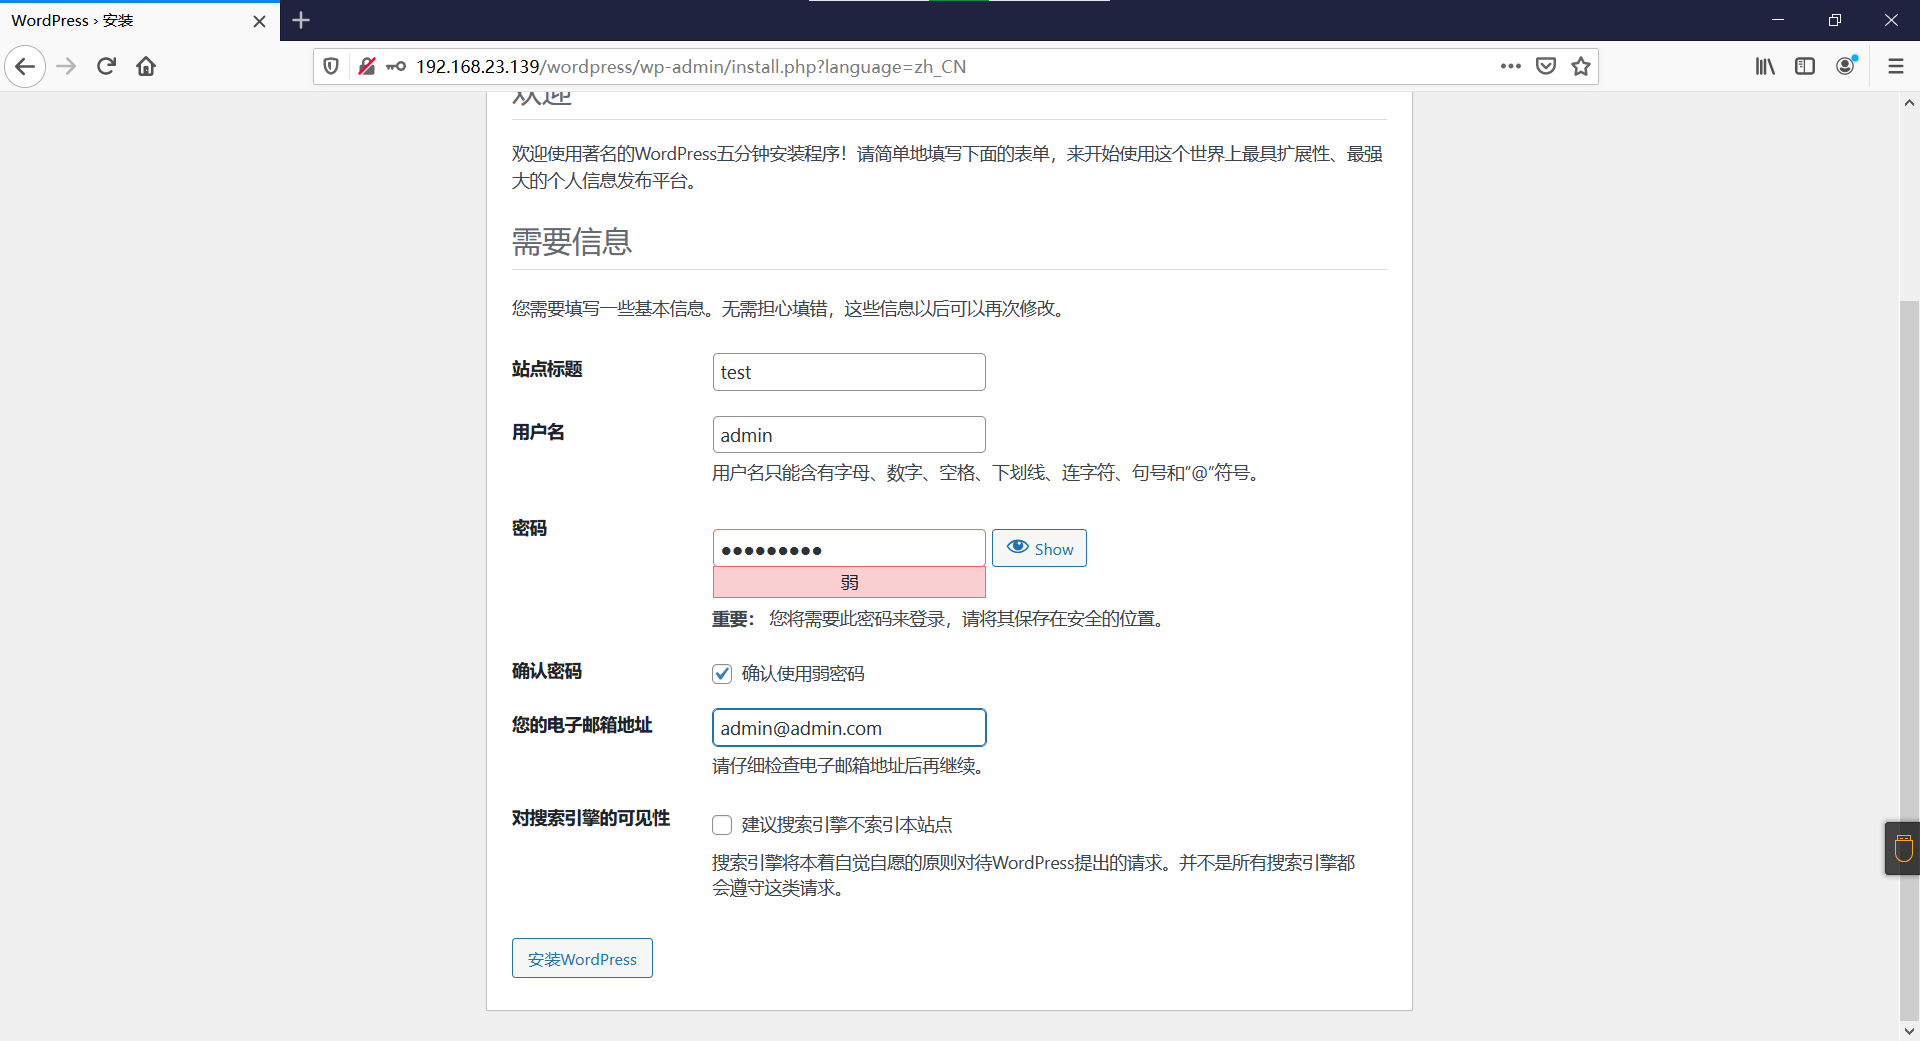 WordPress › 安装
192.168.23.139/wordpress/wp-admin/install.php?language=zh_CN
欢迎
欢迎使用著名的WordPress五分钟安装程序！请简单地填写下面的表单，来开始使用这个世界上最具扩展性、最强
大的个人信息发布平台。
需要信息
您需要填写一些基本信息。无需担心填错，这些信息以后可以再次修改。
站点标题
test
用户名
admin
用户名只能含有字母、数字、空格、下划线、连字符、句号和“@”符号。
密码
●●●●●●●●●
Show
弱
重要： 您将需要此密码来登录，请将其保存在安全的位置。
确认密码
确认使用弱密码
您的电子邮箱地址
admin@admin.com
请仔细检查电子邮箱地址后再继续。
对搜索引擎的可见性
建议搜索引擎不索引本站点
搜索引擎将本着自觉自愿的原则对待WordPress提出的请求。并不是所有搜索引擎都
会遵守这类请求。
安装WordPress